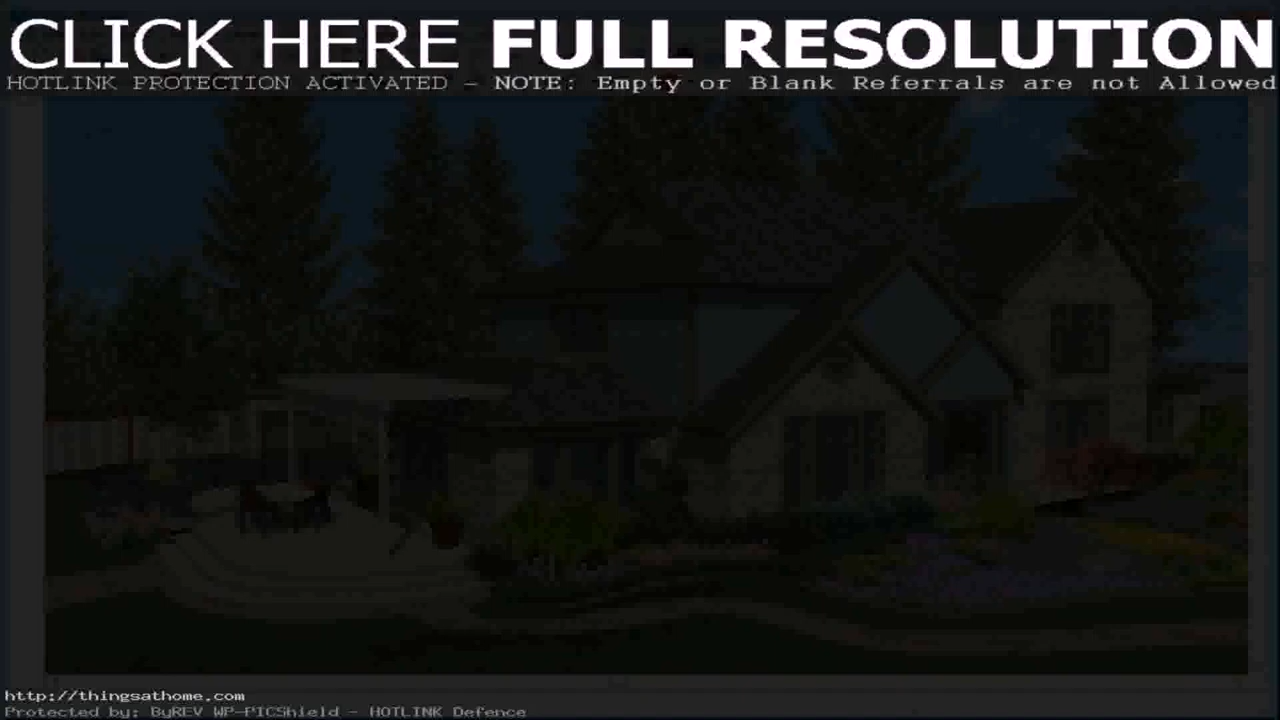 CLICK HERE FULL RESOLUTION
HOTLINK PROTECTION ACTIVATED - NOTE: Empty or Blank Referrals are not Allowed
http://thingsathome.com
Protected by: ByREV WP-PICShield - HOTLINK Defence